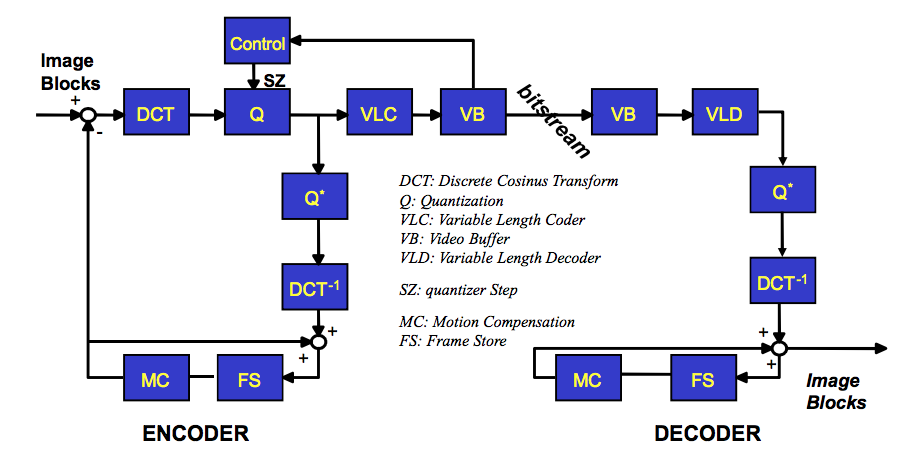 Control
Image
Blocks
SZ
+
-
DCT
Q
VLC
VB
bitstream
VB
VLD
Q*
DCT: Discrete Cosinus Transform
Q: Quantization
VLC: Variable Length Coder
VB: Video Buffer
VLD: Variable Length Decoder
SZ: quantizer Step
MC: Motion Compensation
FS: Frame Store
Q*
DCT-1
DCT-1
+
+
+
+
MC
FS
MC
FS
Image
Blocks
ENCODER
DECODER